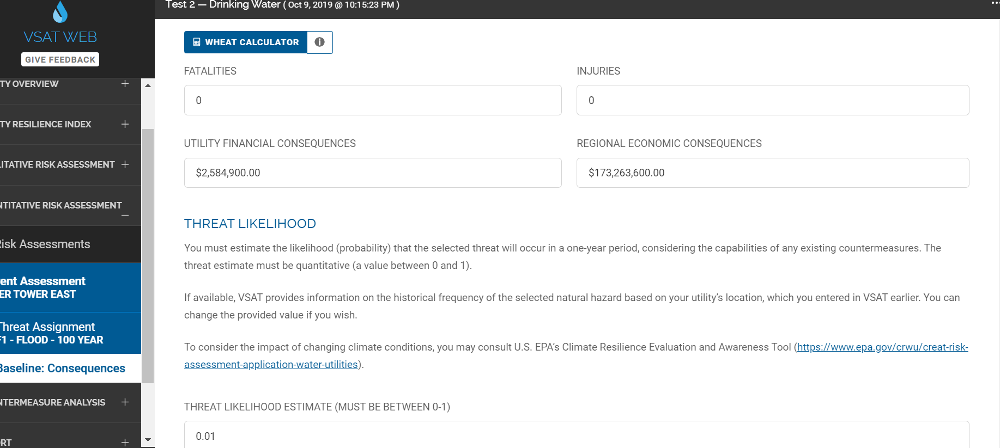 Test 2 — Drinking Water ( Oct 9, 2019 @ 10:15:23 PM )
VSAT WEB
GIVE FEEDBACK
TY OVERVIEW
TY RESILIENCE INDEX
LITATIVE RISK ASSESSMENT
NTITATIVE RISK ASSESSMENT
Risk Assessments
rent Assessment
ER TOWER EAST
Threat Assignment
F1 - FLOOD - 100 YEAR
Baseline: Consequences
NTERMEASURE ANALYSIS
ORT
WHEAT CALCULATOR
FATALITIES
0
INJURIES
0
UTILITY FINANCIAL CONSEQUENCES
$2,584,900.00
REGIONAL ECONOMIC CONSEQUENCES
$173,263,600.00
THREAT LIKELIHOOD
You must estimate the likelihood (probability) that the selected threat will occur in a one-year period, considering the capabilities of any existing countermeasures. The
threat estimate must be quantitative (a value between 0 and 1).
If available, VSAT provides information on the historical frequency of the selected natural hazard based on your utility’s location, which you entered in VSAT earlier. You can
change the provided value if you wish.
To consider the impact of changing climate conditions, you may consult U.S. EPA’s Climate Resilience Evaluation and Awareness Tool (https://www.epa.gov/crwu/creat-risk-
assessment-application-water-utilities).
THREAT LIKELIHOOD ESTIMATE (MUST BE BETWEEN 0-1)
0.01